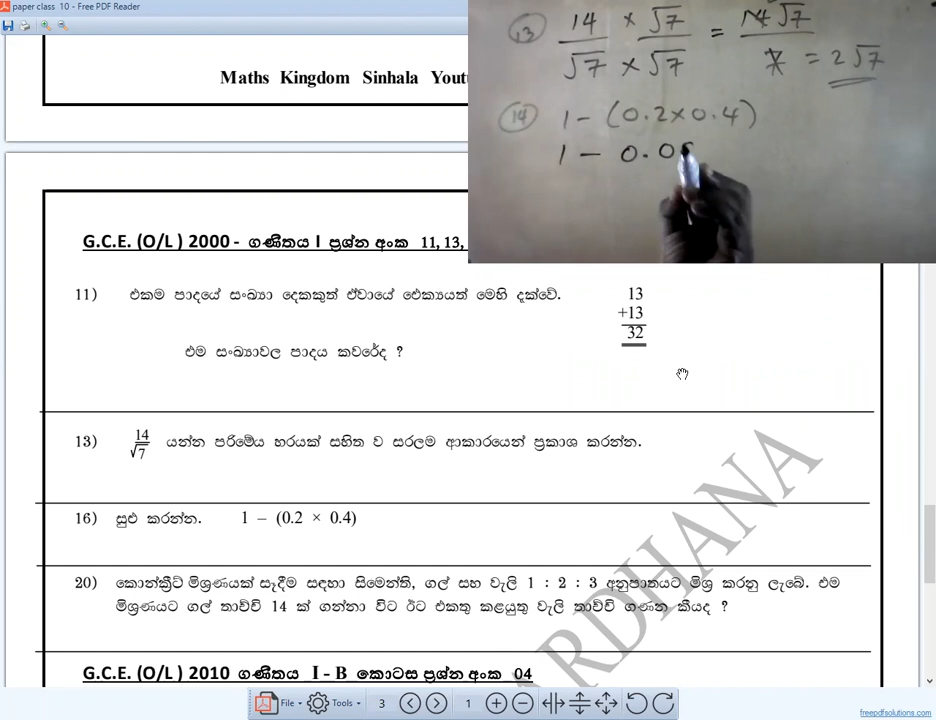 paper class 10 - Free PDF Reader
13 14/√7 × √7/√7 = 14√7/7 = 2√7
14 1 - (0.2×0.4)
1 - 0.0
Maths Kingdom Sinhala
G.C.E. (O/L ) 2000 - ගණිතය I ප්‍රශ්න අංක 11, 13,
11) එකම පාදයේ සංඛ්‍යා දෙකකුත් ඒවායේ ඓක්‍යයත් මෙහි දක්වේ.
13
+13
32
එම සංඛ්‍යාවල පාදය කවරේද ?
13) 14/√7 යන්න පරිමේය හරයක් සහිත ව සරලම ආකාරයෙන් ප්‍රකාශ කරන්න.
16) සුළු කරන්න. 1 – (0.2 × 0.4)
20) කොන්ක්‍රීට් මිශ්‍රණයක් සෑදීම සඳහා සිමෙන්ති, ගල් සහ වැලි 1 : 2 : 3 අනුපාතයට මිශ්‍ර කරනු ලැබේ. එම
මිශ්‍රණයට ගල් තාච්චි 14 ක් ගන්නා විට ඊට එකතු කළයුතු වැලි තාච්චි ගණන කීයද ?
ARDHANA
G.C.E. (O/L) 2010 ගණිතය I - B කොටස ප්‍රශ්න අංක 04
File Tools 3 1
freepdfsolutions.com